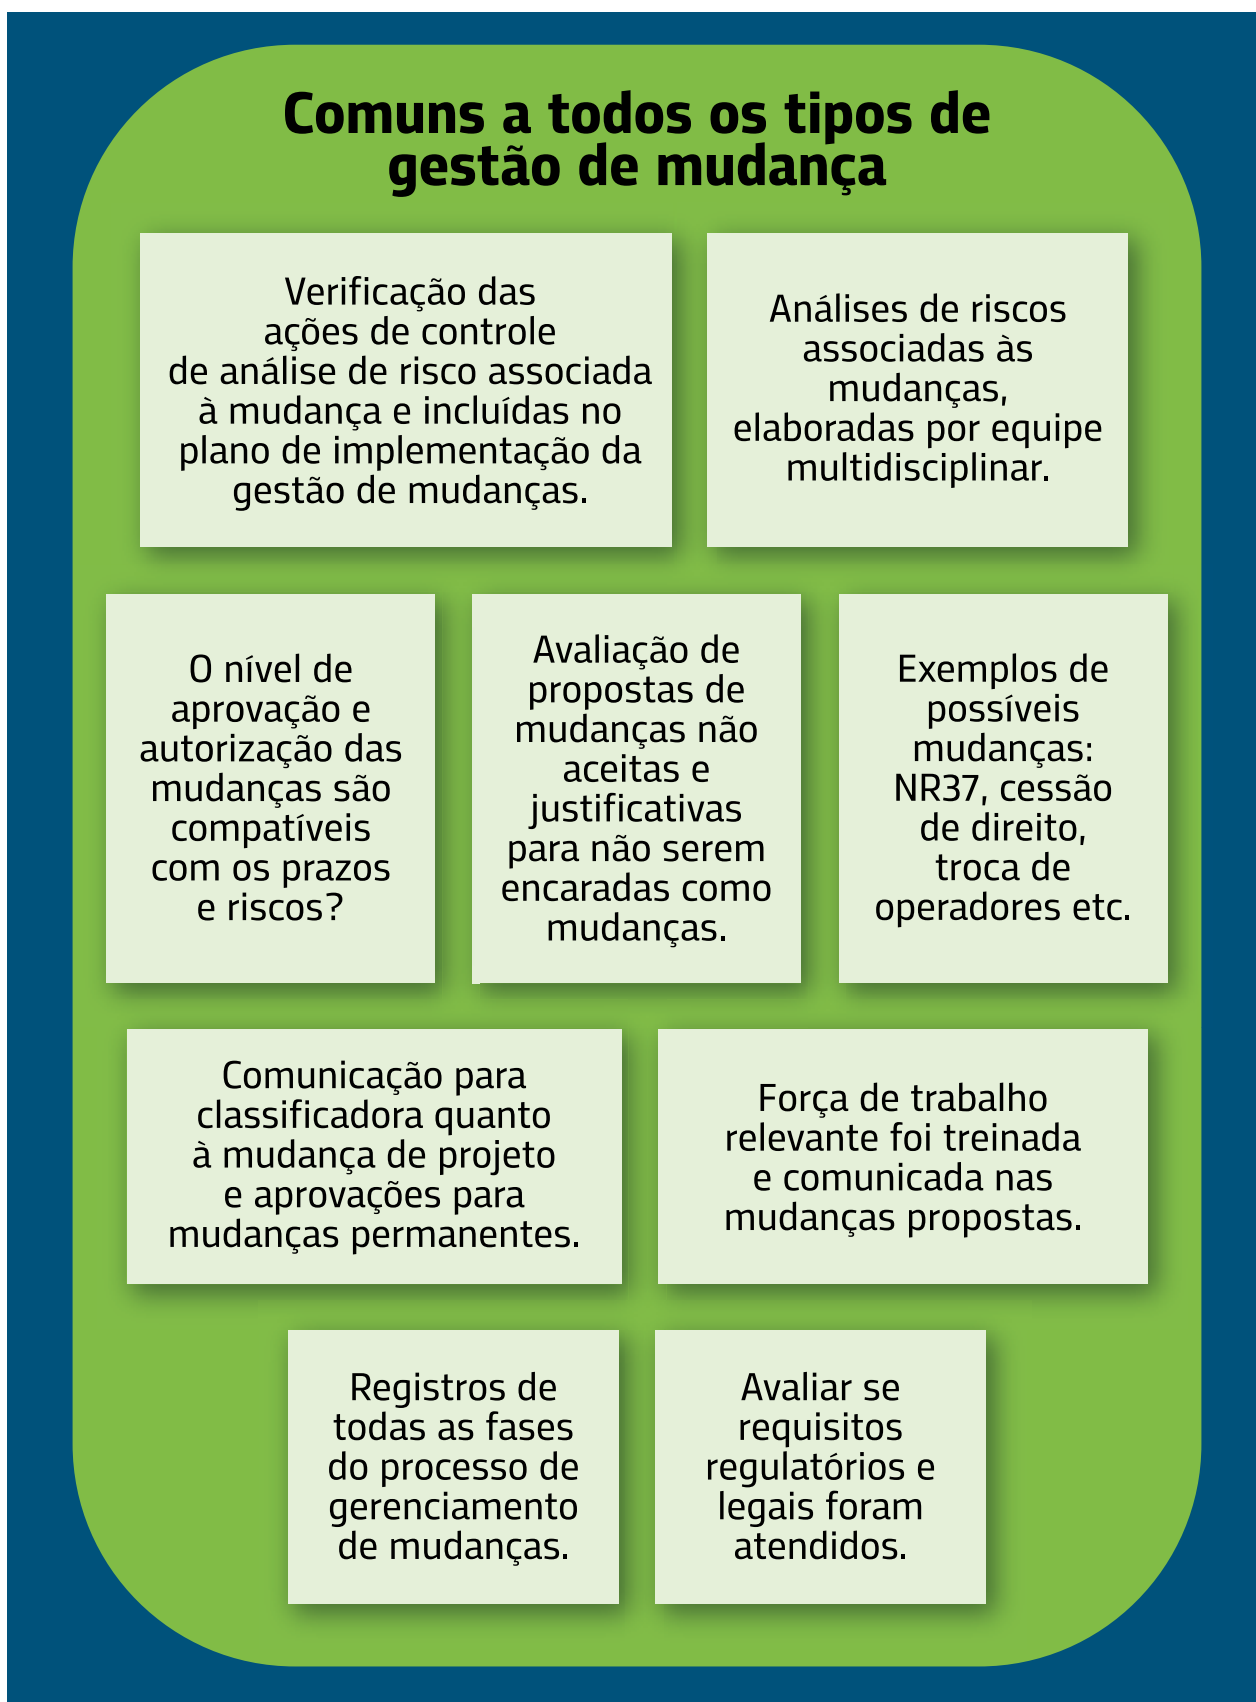 Comuns a todos os tipos de
gestão de mudança
Verificação das
ações de controle
de análise de risco associada
à mudança e incluídas no
plano de implementação da
gestão de mudanças.
Análises de riscos
associadas às
mudanças,
elaboradas por equipe
multidisciplinar.
O nível de
aprovação e
autorização das
mudanças são
compatíveis
com os prazos
e riscos?
Avaliação de
propostas de
mudanças não
aceitas e
justificativas
para não serem
encaradas como
mudanças.
Exemplos de
possíveis
mudanças:
NR37, cessão
de direito,
troca de
operadores etc.
Comunicação para
classificadora quanto
à mudança de projeto
e aprovações para
mudanças permanentes.
Força de trabalho
relevante foi treinada
e comunicada nas
mudanças propostas.
Registros de
todas as fases
do processo de
gerenciamento
de mudanças.
Avaliar se
requisitos
regulatórios e
legais foram
atendidos.